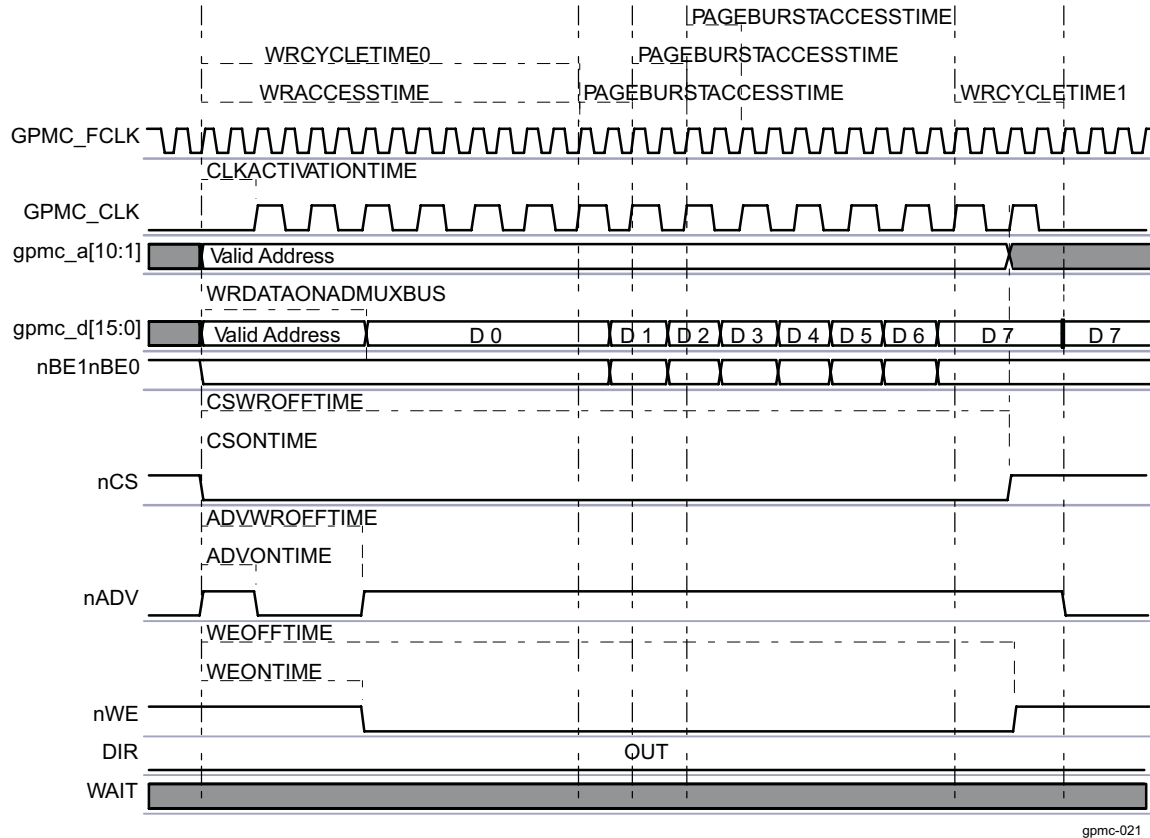 PAGEBURSTACCESSTIME
WRCYCLETIME0 PAGEBURSTACCESSTIME
WRACCESSTIME PAGEBURSTACCESSTIME WRCYCLETIME1
GPMC_FCLK
CLKACTIVATIONTIME
GPMC_CLK
gpmc_a[10:1] Valid Address
WRDATAONADMUXBUS
gpmc_d[15:0] Valid Address D 0 D 1 D 2 D 3 D 4 D 5 D 6 D 7 D 7
nBE1nBE0
CSWROFFTIME
CSONTIME
nCS
ADVWROFFTIME
ADVONTIME
nADV
WEOFFTIME
WEONTIME
nWE
DIR OUT
WAIT
gpmc-021